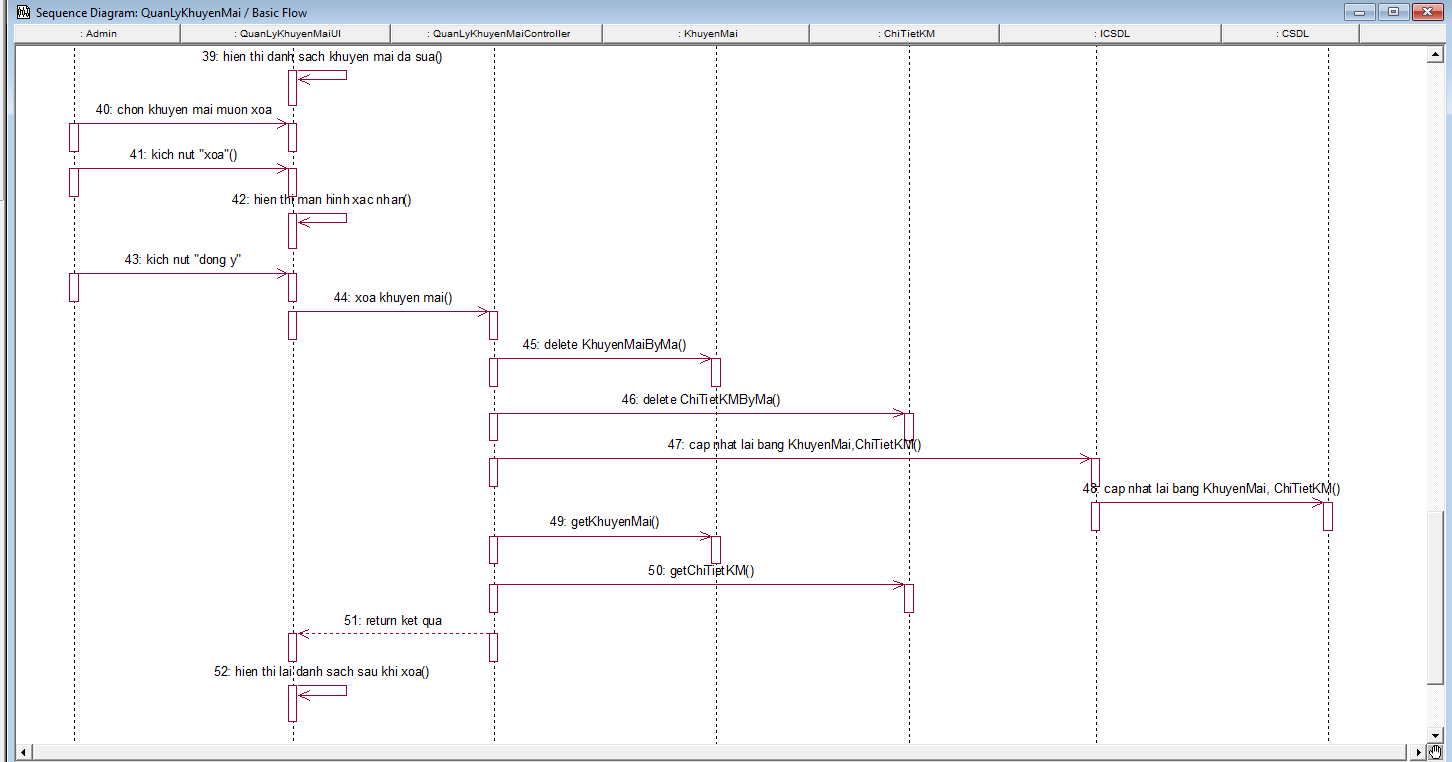 Sequence Diagram: QuanLyKhuyenMai / Basic Flow
: Admin
: QuanLyKhuyenMaiUI
: QuanLyKhuyenMaiController
: KhuyenMai
: ChiTietKM
: ICSDL
: CSDL
39: hien thi danh sach khuyen mai da sua()
40: chon khuyen mai muon xoa
41: kich nut "xoa"()
42: hien thi man hinh xac nhan()
43: kich nut "dong y"
44: xoa khuyen mai()
45: delete KhuyenMaiByMa()
46: delete ChiTietKMByMa()
47: cap nhat lai bang KhuyenMai,ChiTietKM()
48: cap nhat lai bang KhuyenMai, ChiTietKM()
49: getKhuyenMai()
50: getChiTietKM()
51: return ket qua
52: hien thi lai danh sach sau khi xoa()